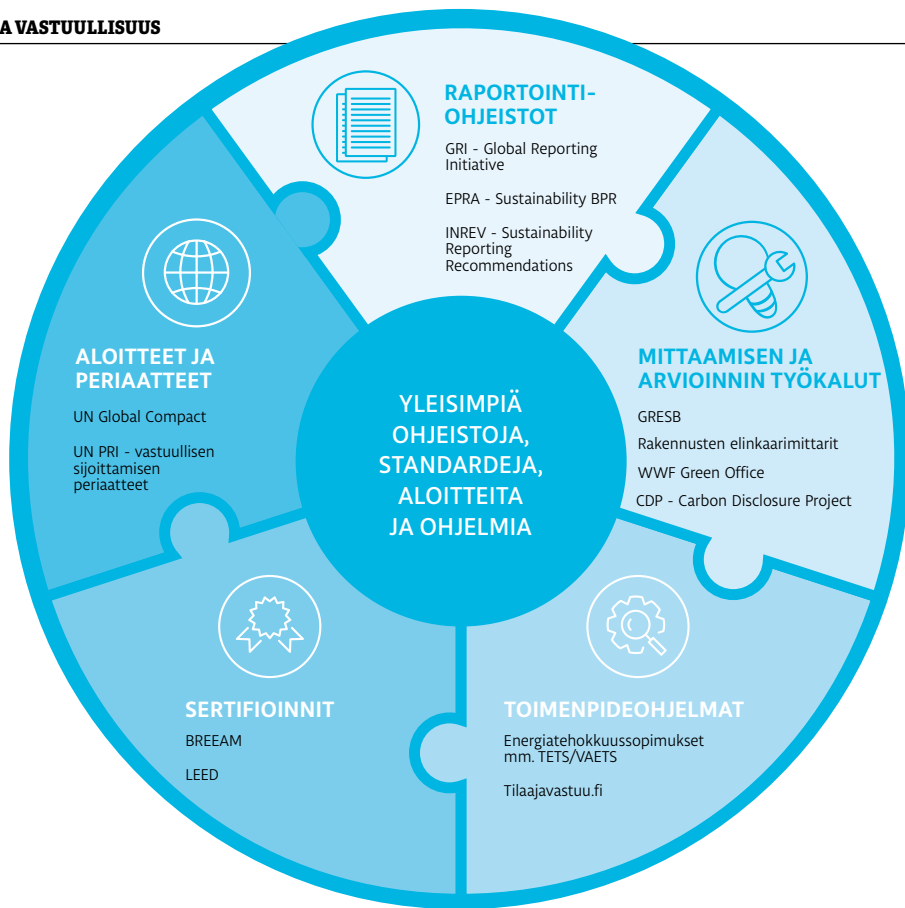 A VASTUULLISUUS
RAPORTOINTI-
OHJEISTOT
GRI - Global Reporting
Initiative
EPRA - Sustainability BPR
INREV - Sustainability
Reporting
Recommendations
MITTAAMISEN JA
ARVIOINNIN TYÖKALUT
GRESB
Rakennusten elinkaarimittarit
WWF Green Office
CDP - Carbon Disclosure Project
TOIMENPIDEOHJELMAT
Energiatehokkuussopimukset
mm. TETS/VAETS
Tilaajavastuu.fi
SERTIFIOINNIT
BREEAM
LEED
ALOITTEET JA
PERIAATTEET
UN Global Compact
UN PRI - vastuullisen
sijoittamisen
periaatteet
YLEISIMPIÄ
OHJEISTOJA,
STANDARDEJA,
ALOITTEITA
JA OHJELMIA